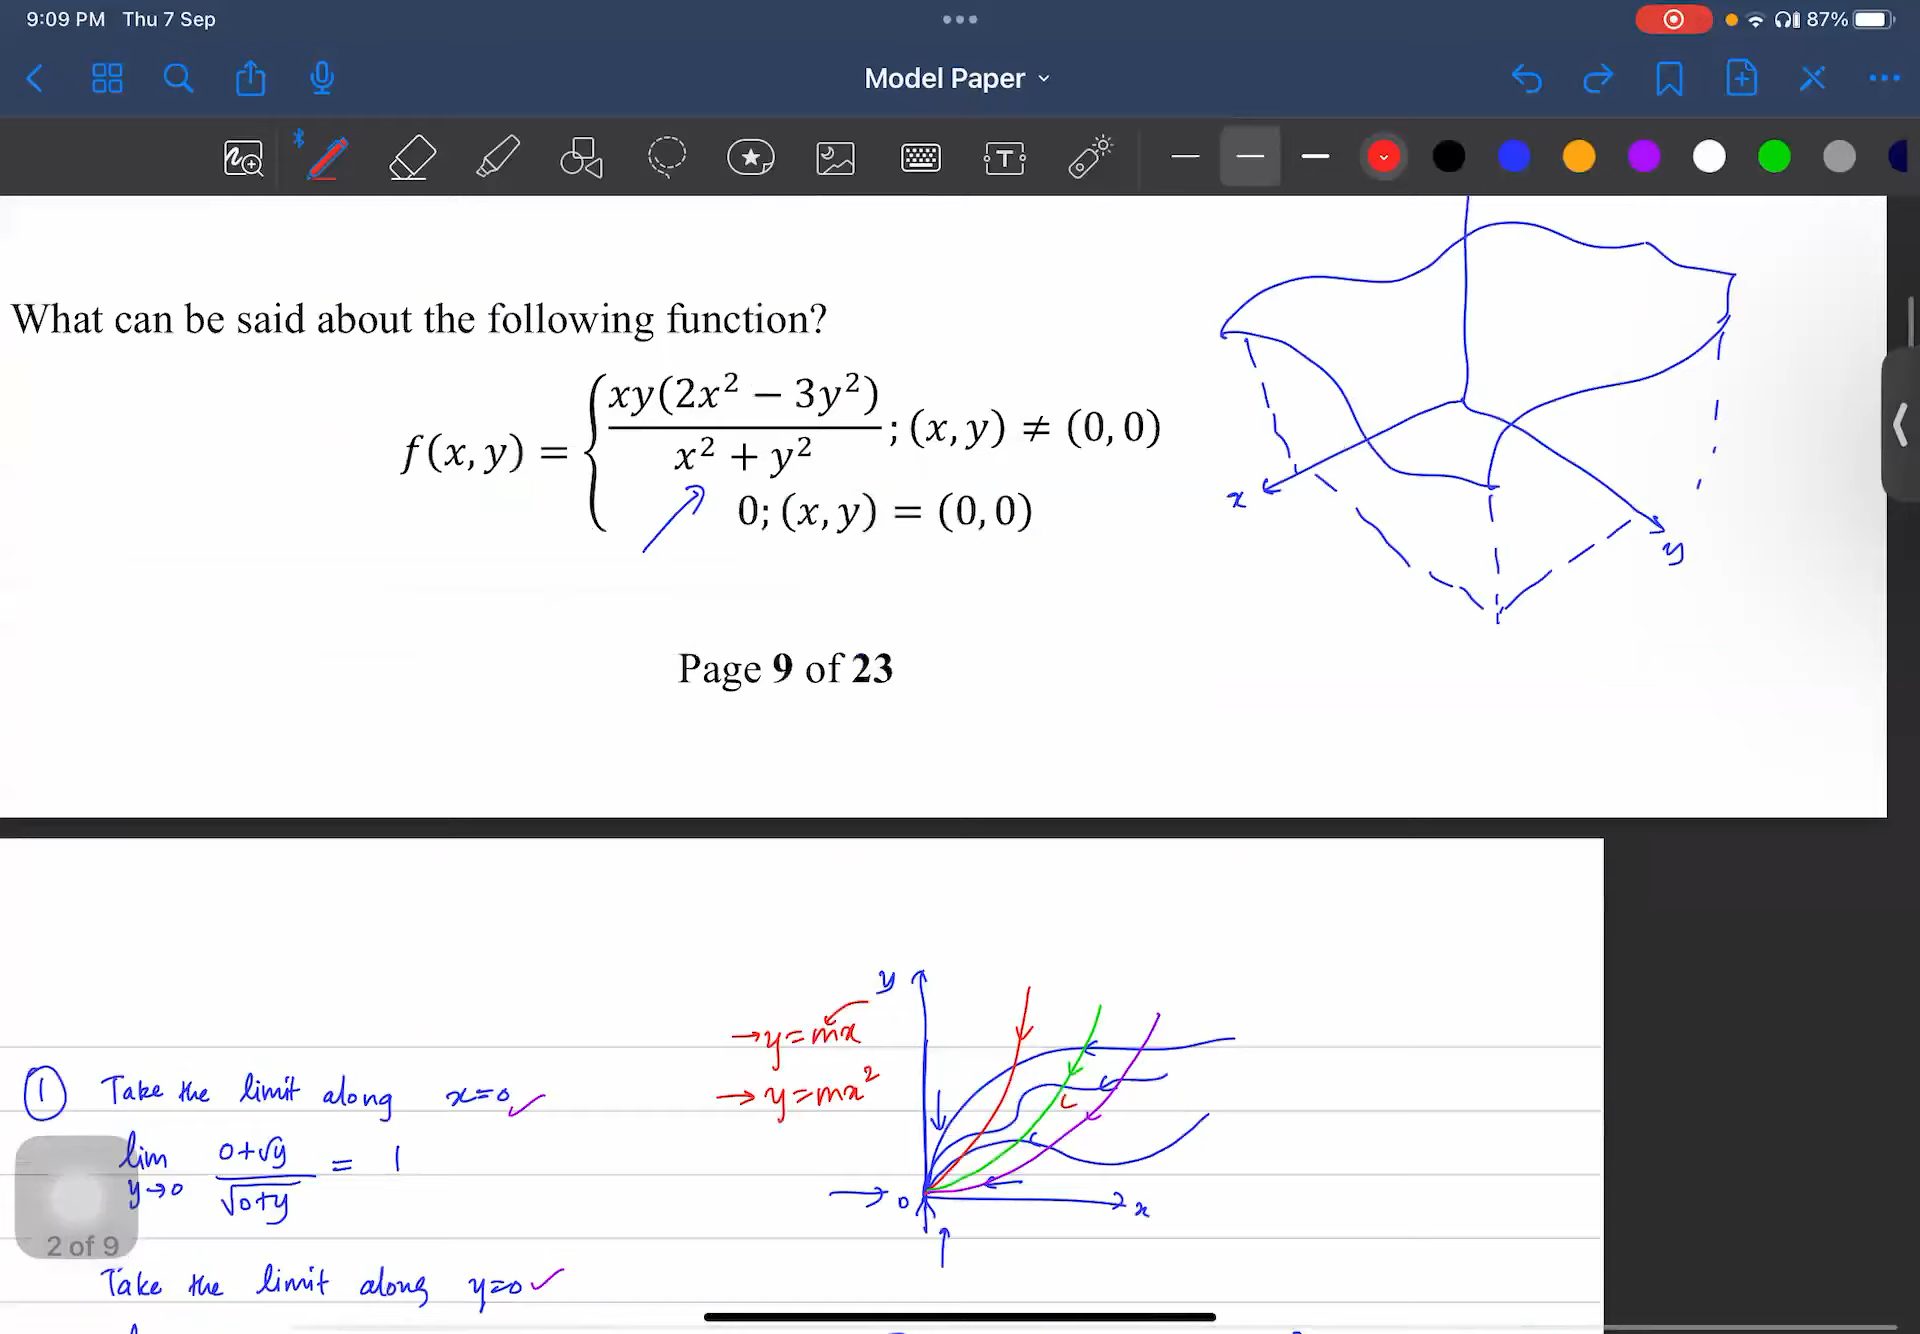 9:09 PM Thu 7 Sep
87%
Model Paper
What can be said about the following function?
xy(2x² − 3y²)
; (x, y) ≠ (0, 0)
f(x, y) = {
x² + y²
0; (x, y) = (0, 0)
x
y
Page 9 of 23
y
→ y = mx
→ y = mx²
① Take the limit along x=0 ✓
L
lim 0+√y = 1
y→0 √0+y
0
x
2 of 9
Take the limit along y=0 ✓